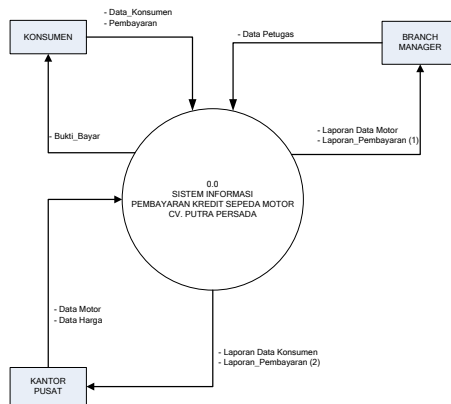 - Data_Konsumen
- Pembayaran
KONSUMEN
- Data Petugas
BRANCH
MANAGER
- Bukti_Bayar
- Laporan Data Motor
- Laporan_Pembayaran (1)
0.0
SISTEM INFORMASI
PEMBAYARAN KREDIT SEPEDA MOTOR
CV. PUTRA PERSADA
- Data Motor
- Data Harga
- Laporan Data Konsumen
- Laporan_Pembayaran (2)
KANTOR
PUSAT